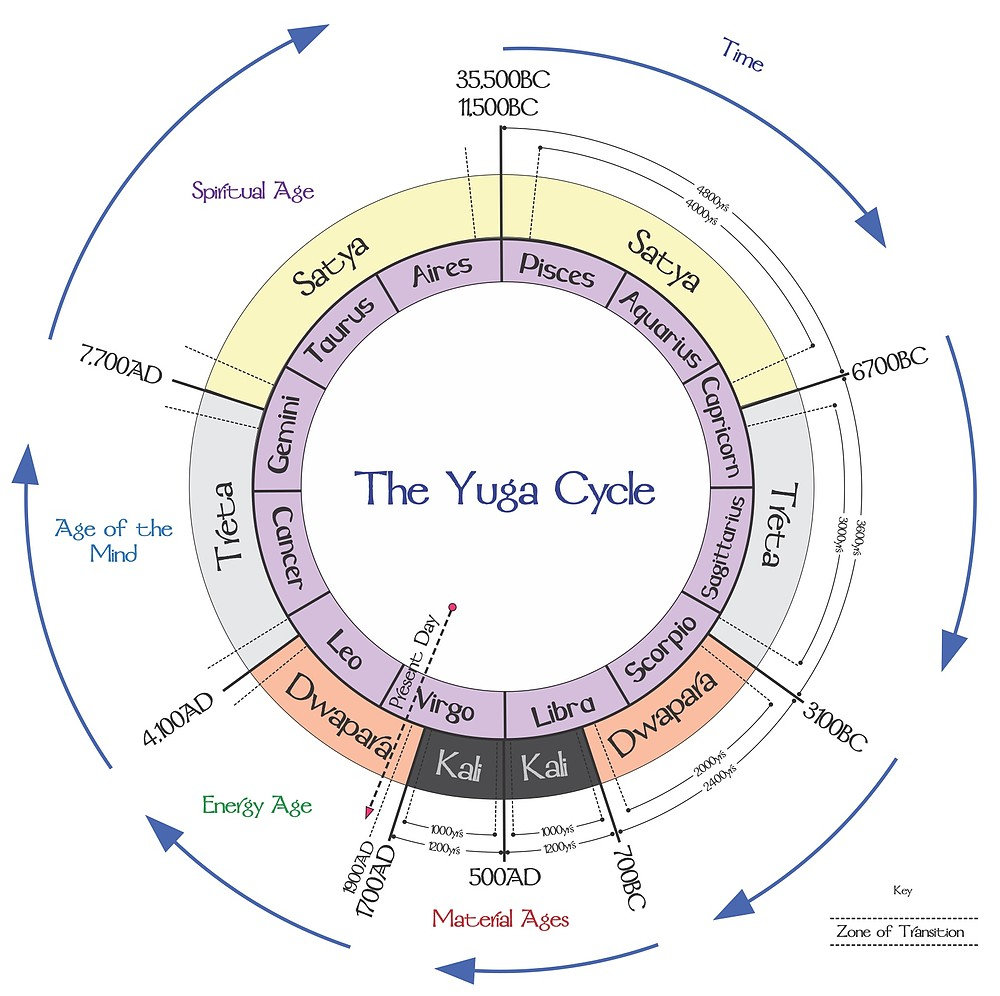 Time
35,500BC
11,500BC
Spiritual Age
4800yrs
4000yrs
Satya
Satya
Aires
Pisces
Taurus
Aquarius
7,700AD
6700BC
Gemini
Capricorn
The Yuga Cycle
Treta
Treta
Age of the
Mind
3000yrs
3600yrs
Cancer
Sagittarius
Leo
Scorpio
Present Day
Virgo
Libra
4,100AD
3100BC
Dwapara
Dwapara
Kali
Kali
2000yrs
2400yrs
Energy Age
1000yrs
1000yrs
1200yrs
1200yrs
1900AD
1700AD
500AD
700BC
Material Ages
Key
Zone of Transition